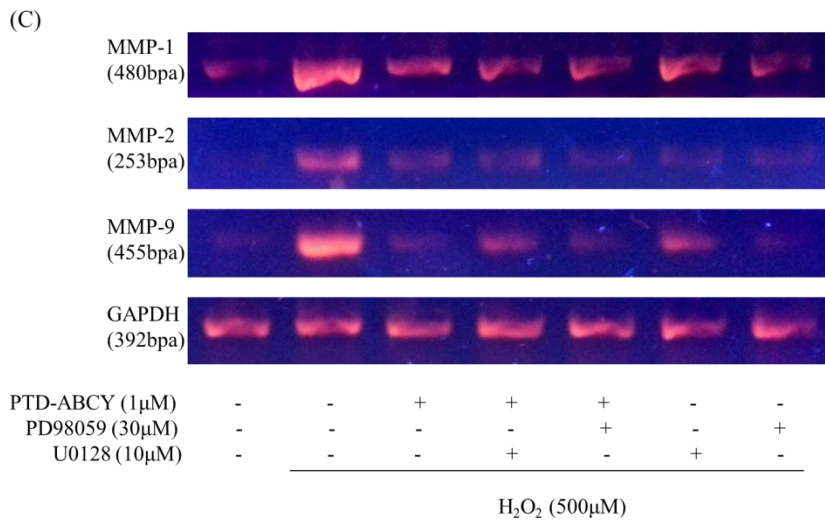 (C)
MMP-1
(480bpa)
MMP-2
(253bpa)
MMP-9
(455bpa)
GAPDH
(392bpa)
PTD-ABCY (1μM) - - + + + - -
PD98059 (30μM) - - - - + - +
U0128 (10μM) - - - + - + -
H₂O₂ (500μM)